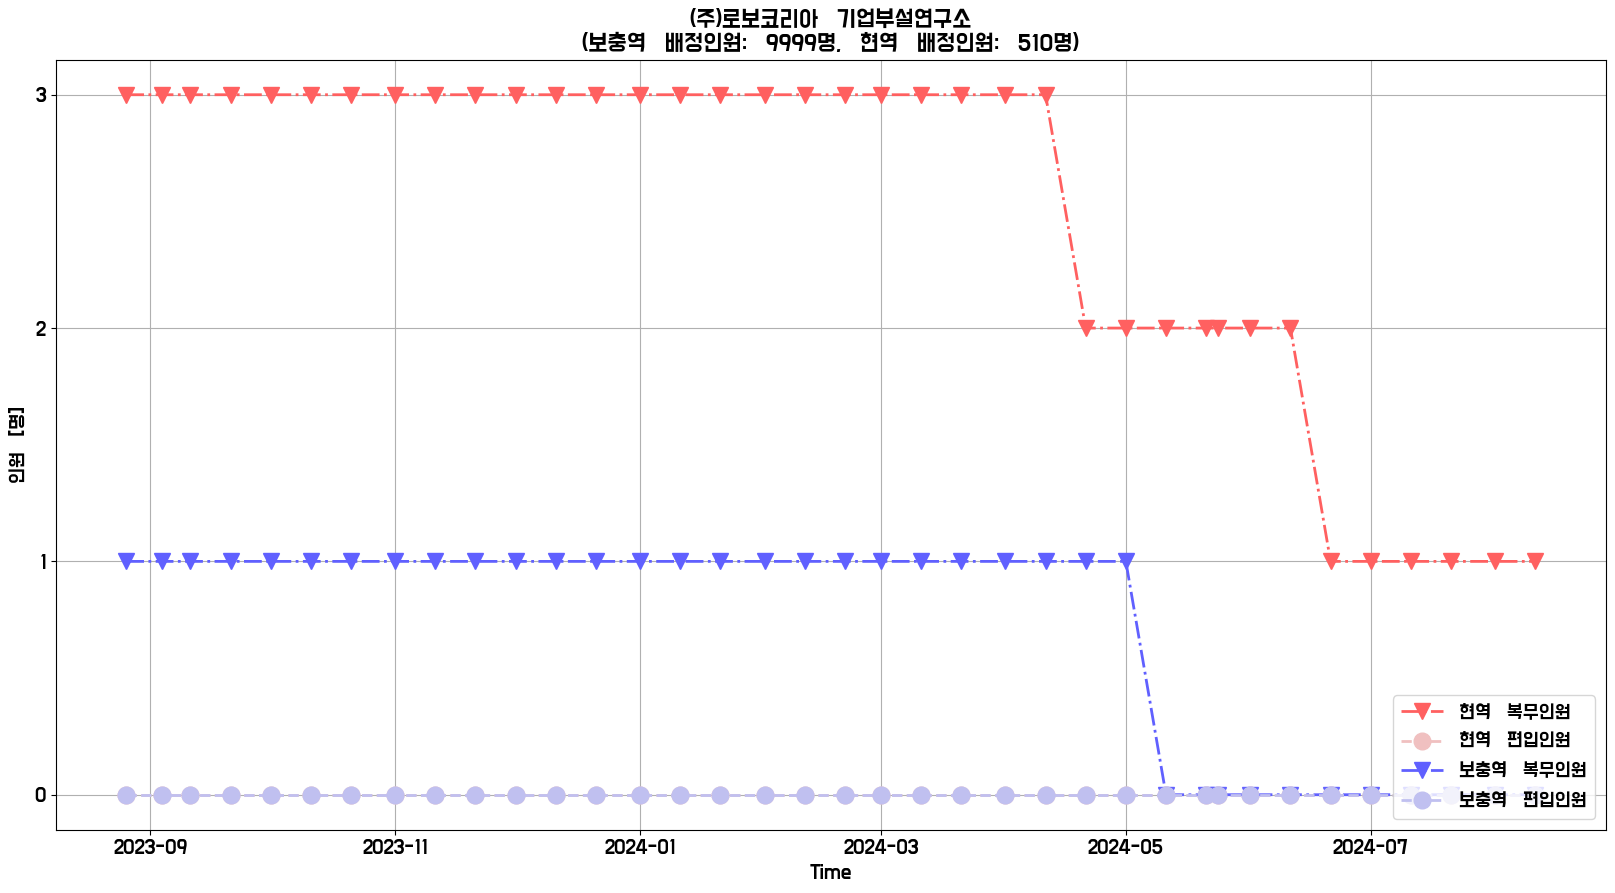 (주)로보코리아 기업부설연구소
(보충역 배정인원: 9999명, 현역 배정인원: 510명)
인원 [명]
3
2
1
0
현역 복무인원
현역 편입인원
보충역 복무인원
보충역 편입인원
2023-09 2023-11 2024-01 2024-03 2024-05 2024-07
Time